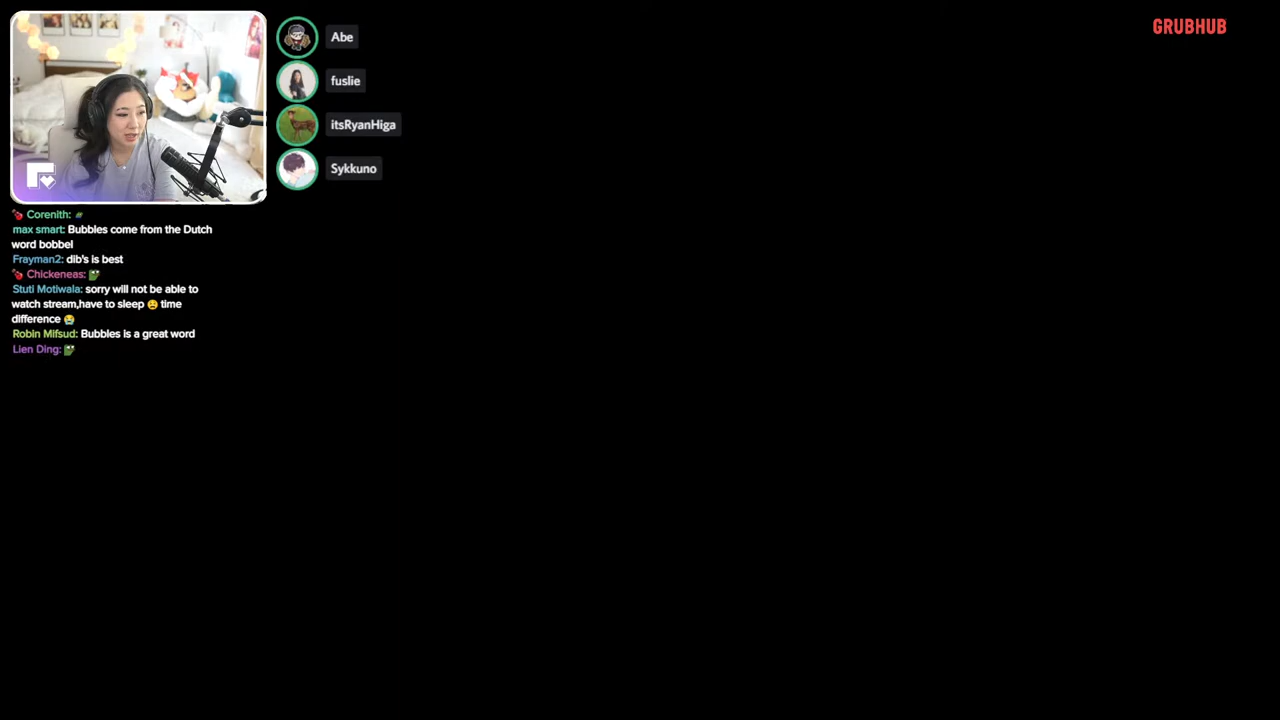 GRUBHUB
Abe
fuslie
itsRyanHiga
Sykkuno
Corenith:
max smart: Bubbles come from the Dutch
word bobbel
Frayman2: dib's is best
Chickeneas:
Stuti Motiwala: sorry will not be able to
watch stream,have to sleep 😫 time
difference 😭
Robin Mifsud: Bubbles is a great word
Lien Ding: